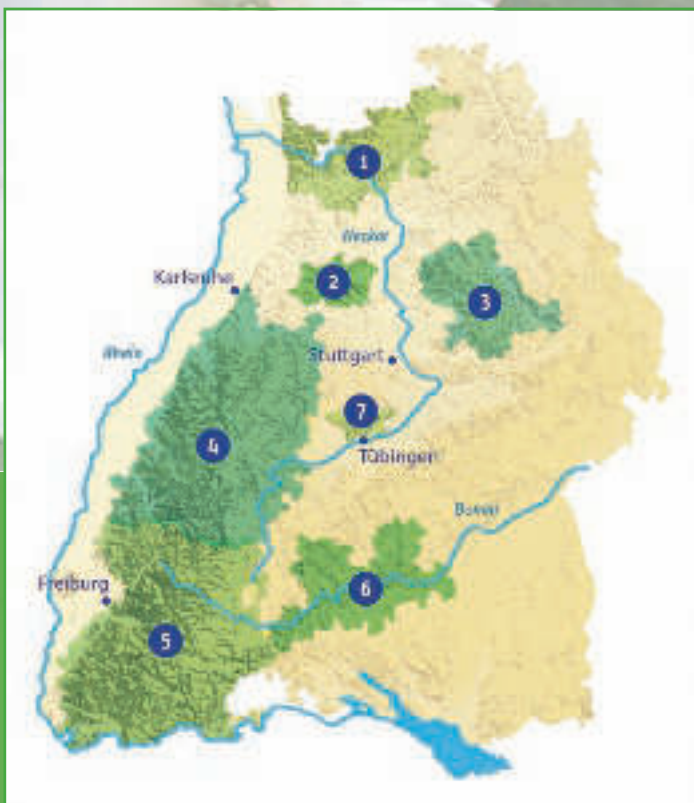 1
Neckar
2
Karlsruhe
3
Rhein
Stuttgart
7
4
Tübingen
Donau
Freiburg
6
5